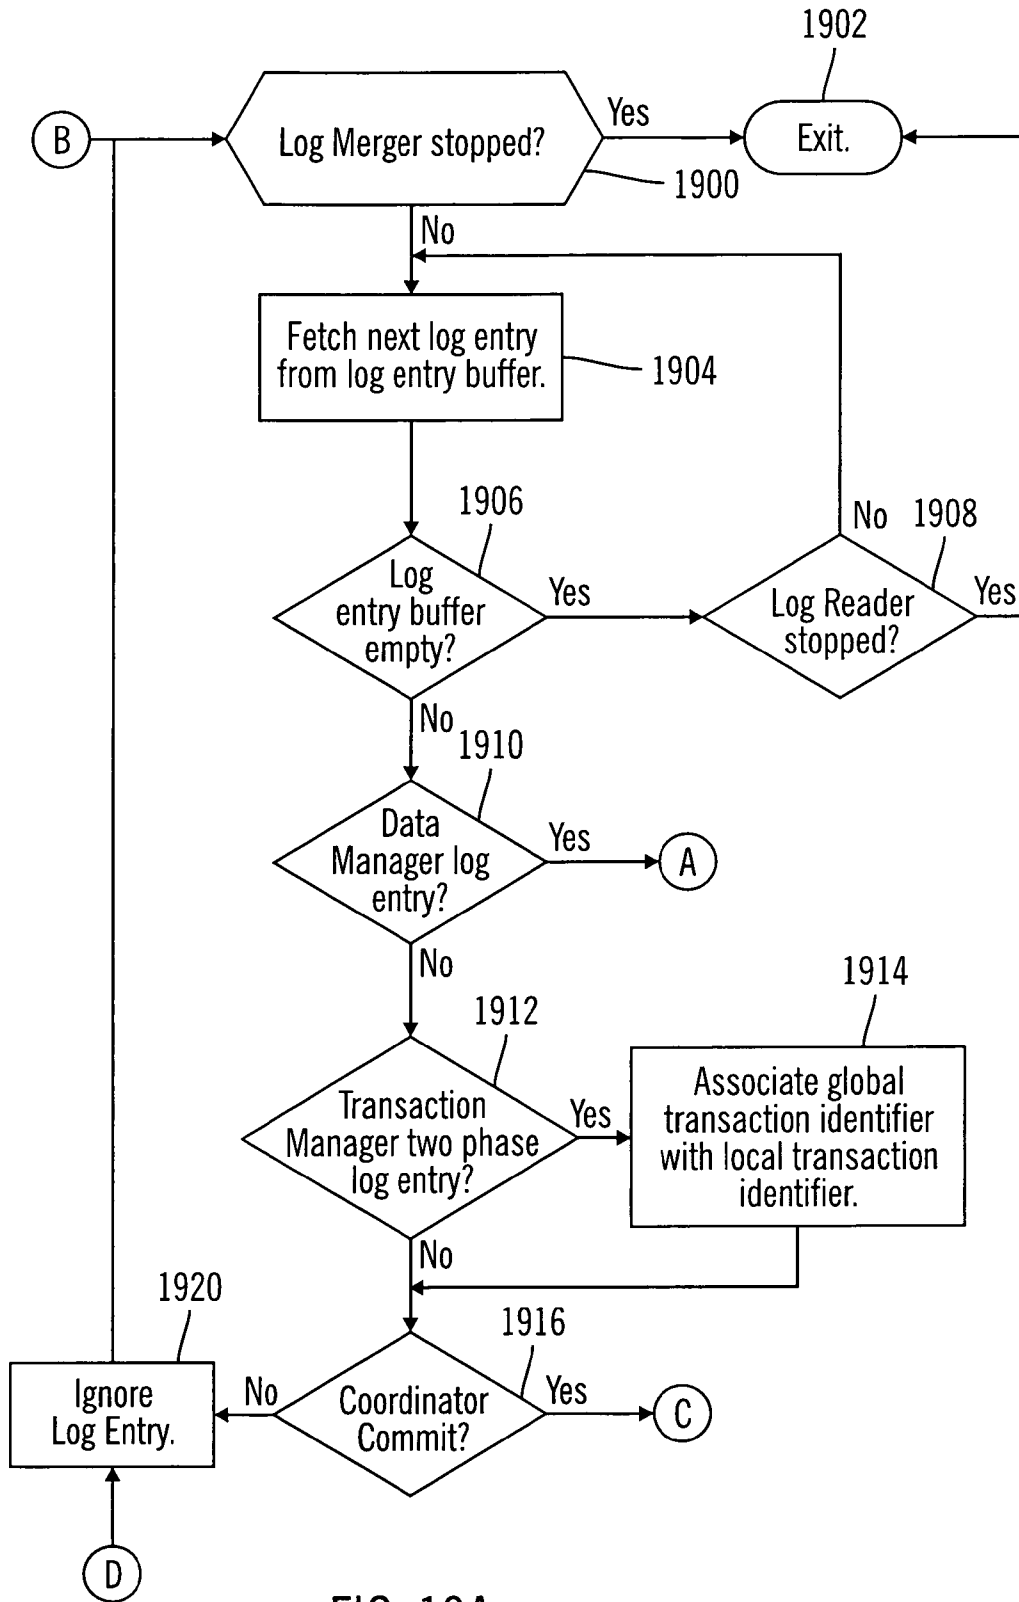 1902
B
Log Merger stopped?
Yes
Exit.
1900
No
Fetch next log entry
from log entry buffer.
1904
1906
Log
entry buffer
empty?
Yes
No
1908
Log Reader
stopped?
Yes
No
1910
Data
Manager log
entry?
Yes
A
No
1912
Transaction
Manager two phase
log entry?
Yes
1914
Associate global
transaction identifier
with local transaction
identifier.
No
1920
Ignore
Log Entry.
No
1916
Coordinator
Commit?
Yes
C
D